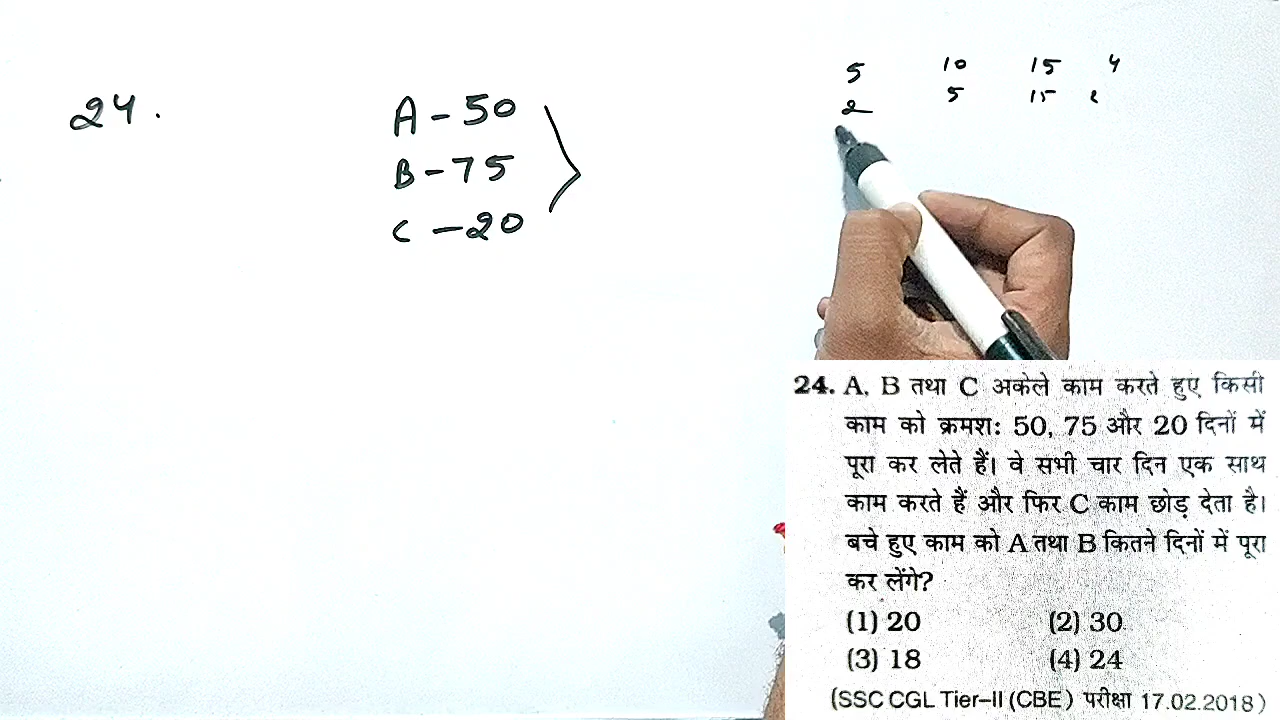 24.
A - 50
B - 75
C - 20
5 10 15 4
2 5 15 2
24. A, B तथा C अकेले काम करते हुए किसी
काम को क्रमश: 50, 75 और 20 दिनों में
पूरा कर लेते हैं। वे सभी चार दिन एक साथ
काम करते हैं और फिर C काम छोड़ देता है।
बचे हुए काम को A तथा B कितने दिनों में पूरा
कर लेंगे?
(1) 20 (2) 30
(3) 18 (4) 24
(SSC CGL Tier-II (CBE) परीक्षा 17.02.2018)